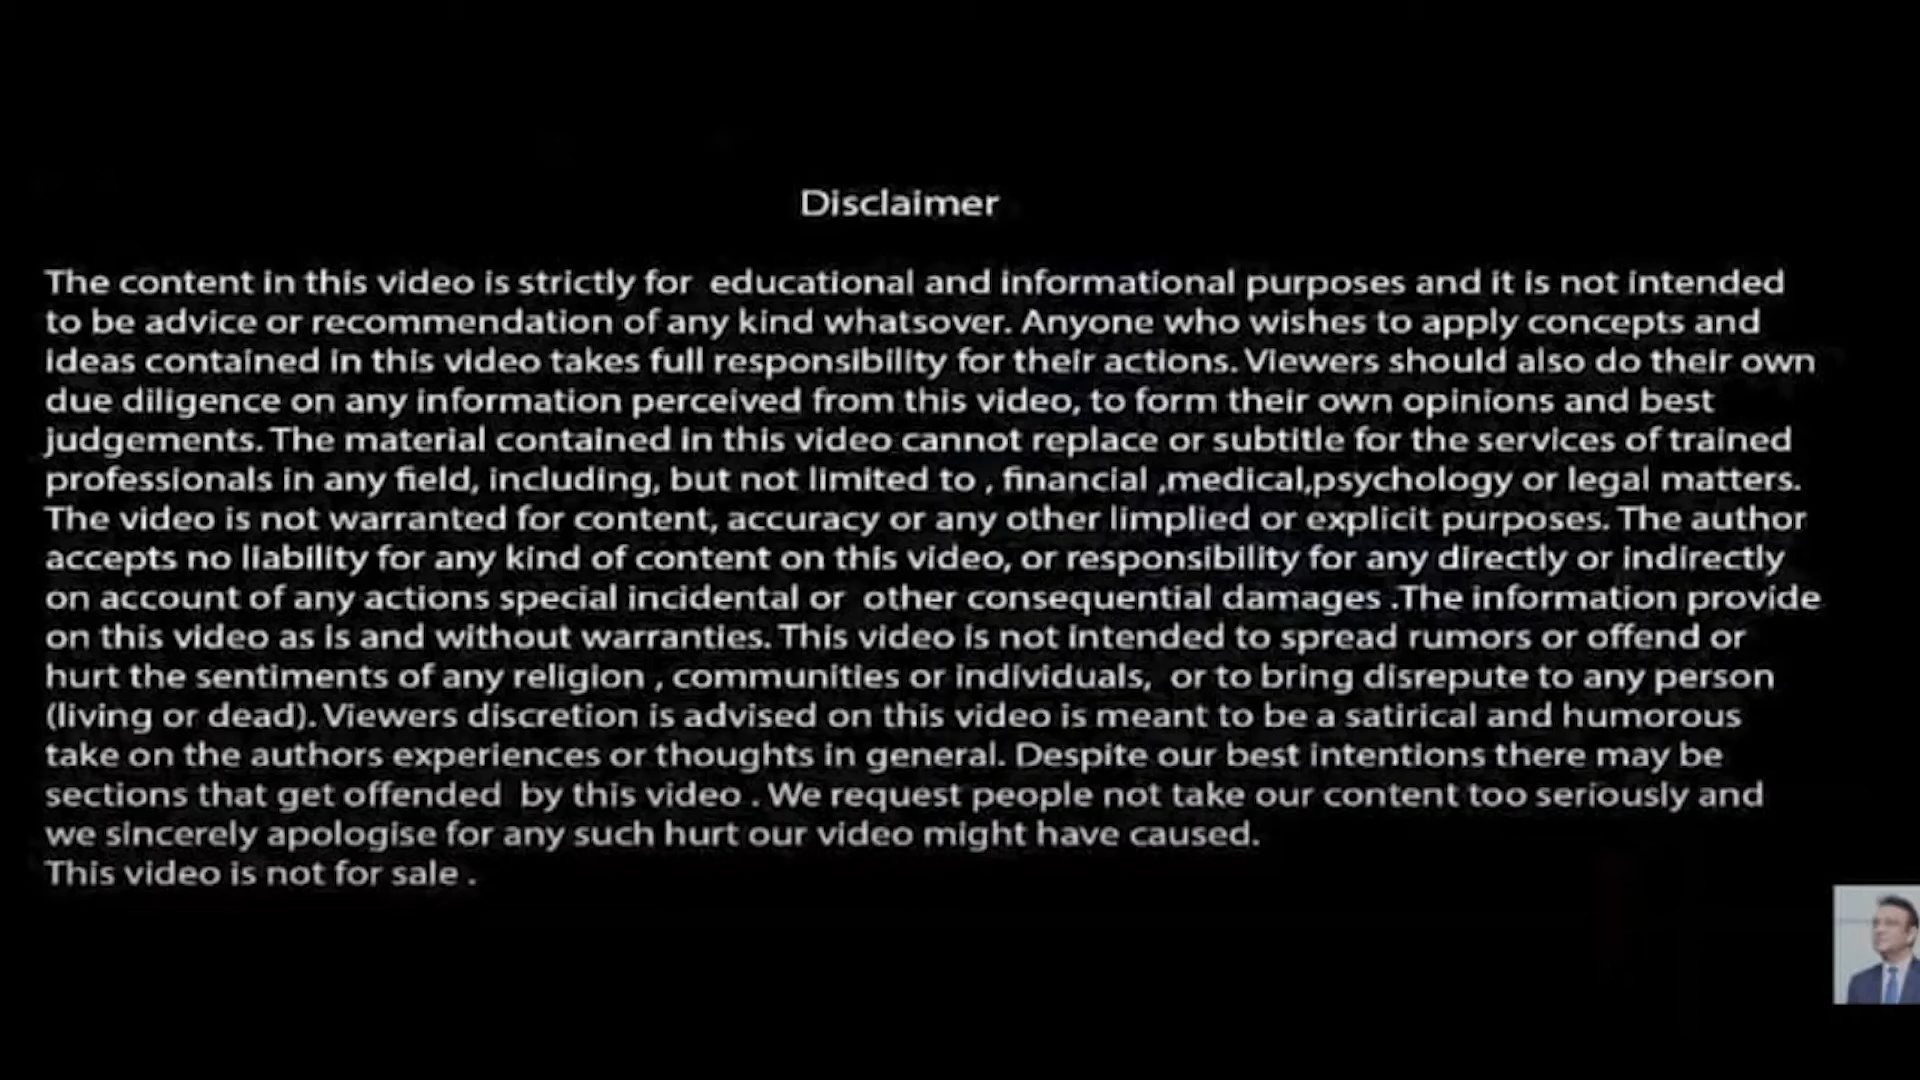 Disclaimer
The content in this video is strictly for educational and informational purposes and it is not intended
to be advice or recommendation of any kind whatsover. Anyone who wishes to apply concepts and
ideas contained in this video takes full responsibility for their actions. Viewers should also do their own
due diligence on any information perceived from this video, to form their own opinions and best
judgements. The material contained in this video cannot replace or subtitle for the services of trained
professionals in any field, including, but not limited to , financial ,medical,psychology or legal matters.
The video is not warranted for content, accuracy or any other limplied or explicit purposes. The author
accepts no liability for any kind of content on this video, or responsibility for any directly or indirectly
on account of any actions special incidental or other consequential damages .The information provide
on this video as is and without warranties. This video is not intended to spread rumors or offend or
hurt the sentiments of any religion , communities or individuals, or to bring disrepute to any person
(living or dead). Viewers discretion is advised on this video is meant to be a satirical and humorous
take on the authors experiences or thoughts in general. Despite our best intentions there may be
sections that get offended by this video . We request people not take our content too seriously and
we sincerely apologise for any such hurt our video might have caused.
This video is not for sale .